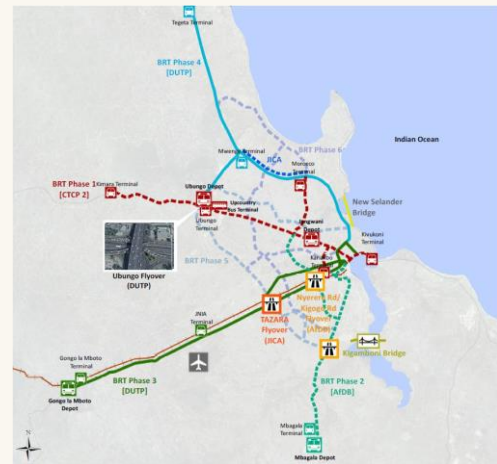 Tegeta Terminal
BRT Phase 4
[DUTP]
BRT Phase 6
JICA
Mwenge Terminal
Morocco
Terminal
Indian Ocean
BRT Phase 1
[CTCP 2]
Kimara Terminal
Ubungo Depot
Upcountry
Bus Terminal
Ubungo
Terminal
New Selander
Bridge
Jangwani
Depot
Kivukoni Terminal
Ubungo Flyover
(DUTP)
BRT Phase 5
Terminal
Nyerere Rd/
Kigogo Rd
Flyover
(AfDB)
TAZARA
Flyover
(JICA)
JNIA
Terminal
Kigumboni Bridge
Gongo la Mboto
Terminal
BRT Phase 3
[DUTP]
Gongo la Mboto
Depot
BRT Phase 2
[AfDB]
Mbagala
Terminal
Mbagala Depot
N